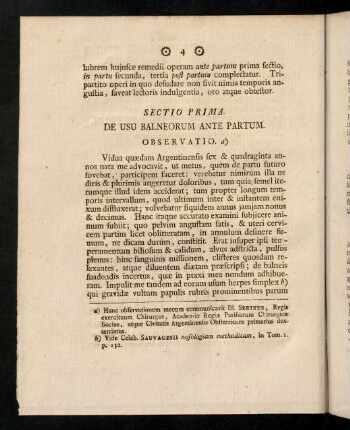 4
lubrem hujusce remedii operam ante partum prima sectio,
in partu secunda, tertia post partum complectatur. Tri-
partito operi in quo desudare non sivit nimia temporis an-
gustia, faveat lectoris indulgentia, oro atque obtestor.
SECTIO PRIMA.
DE USU BALNEORUM ANTE PARTUM.
OBSERVATIO. a)
Vidua quædam Argentinensis sex & quadraginta an-
nos nata me advocavit, ut metus, quem de partu futuro
fovebat, participem faceret: verebatur nimirum illa ne
diris & plurimis angeretur doloribus, tum quia semel ite-
rumque illud idem acciderat; tum propter longum tem-
poris intervallum, quod ultimum inter & instantem eni-
xum diffluxerat; volvebatur siquidem annus jamjam nonus
& decimus. Hanc itaque accurato examini subjicere ani-
mum subiit; quo pelvim angustam satis, & uteri cervi-
cem partim licet obliteratam, in annulum desinere fir-
mum, ne dicam durum, constitit. Erat insuper ipsi tem-
peramentum biliosum & calidum, alvus adstricta, pulsus
plenus: hinc sanguinis missionem, clisteres quosdam re-
laxantes, atque diluentem diætam præscripsi; de balneis
suadendis incertus, quæ in praxi mea nondum adhibue-
ram. Impulit me tandem ad eorum usum herpes simplex b)
qui gravidæ vultum papulis rubris prominentibus parum
a) Hanc observationem mecum communicavit Ill. SERINUS, Regis
exercituum Chirurgus, Academiæ Regiæ Parisiorum Chirurgiæ
Socius, atque Civitatis Argentinensis Obstetricum primarius dex-
terrimus.
b) Vide Celeb. SAUVAGESII nosologiam methodicam, in Tom. I.
p. 132.